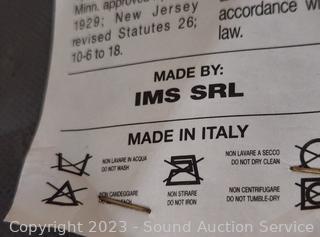 Minn. approved
1929; New Jersey
revised Statutes 26;
10-6 to 18.
accordance wi
law.
MADE BY:
IMS SRL
MADE IN ITALY
NON LAVARE IN ACQUA
DO NOT WASH
NON LAVARE A SECCO
DO NOT DRY CLEAN
NON CANDEGGIARE
NON STIRARE
DO NOT IRON
NON CENTRIFUGARE
DO NOT TUMBLE-DRY
Copyright © 2023 - Sound Auction Service